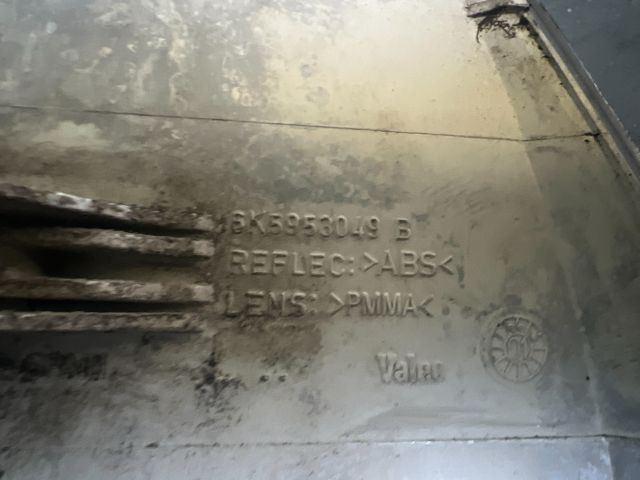 6K5953049 B
REFLEC: >ABS<
LENS: >PMMA<
Valeo